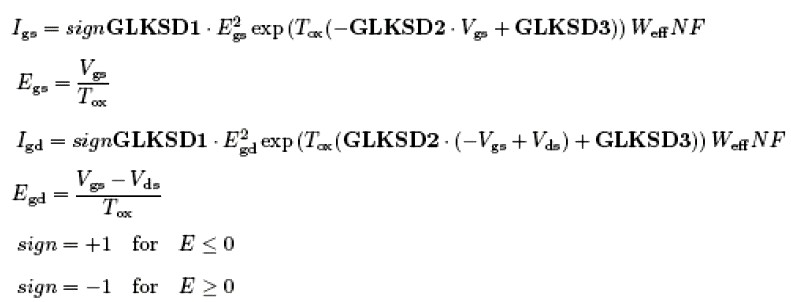 I_gs = sign GLKSD1 · E_gs^2 exp (T_ox(−GLKSD2 · V_gs + GLKSD3)) W_eff NF
E_gs = V_gs / T_ox
I_gd = sign GLKSD1 · E_gd^2 exp (T_ox(GLKSD2 · (−V_gs + V_ds) + GLKSD3)) W_eff NF
E_gd = (V_gs − V_ds) / T_ox
sign = +1 for E ≤ 0
sign = −1 for E ≥ 0